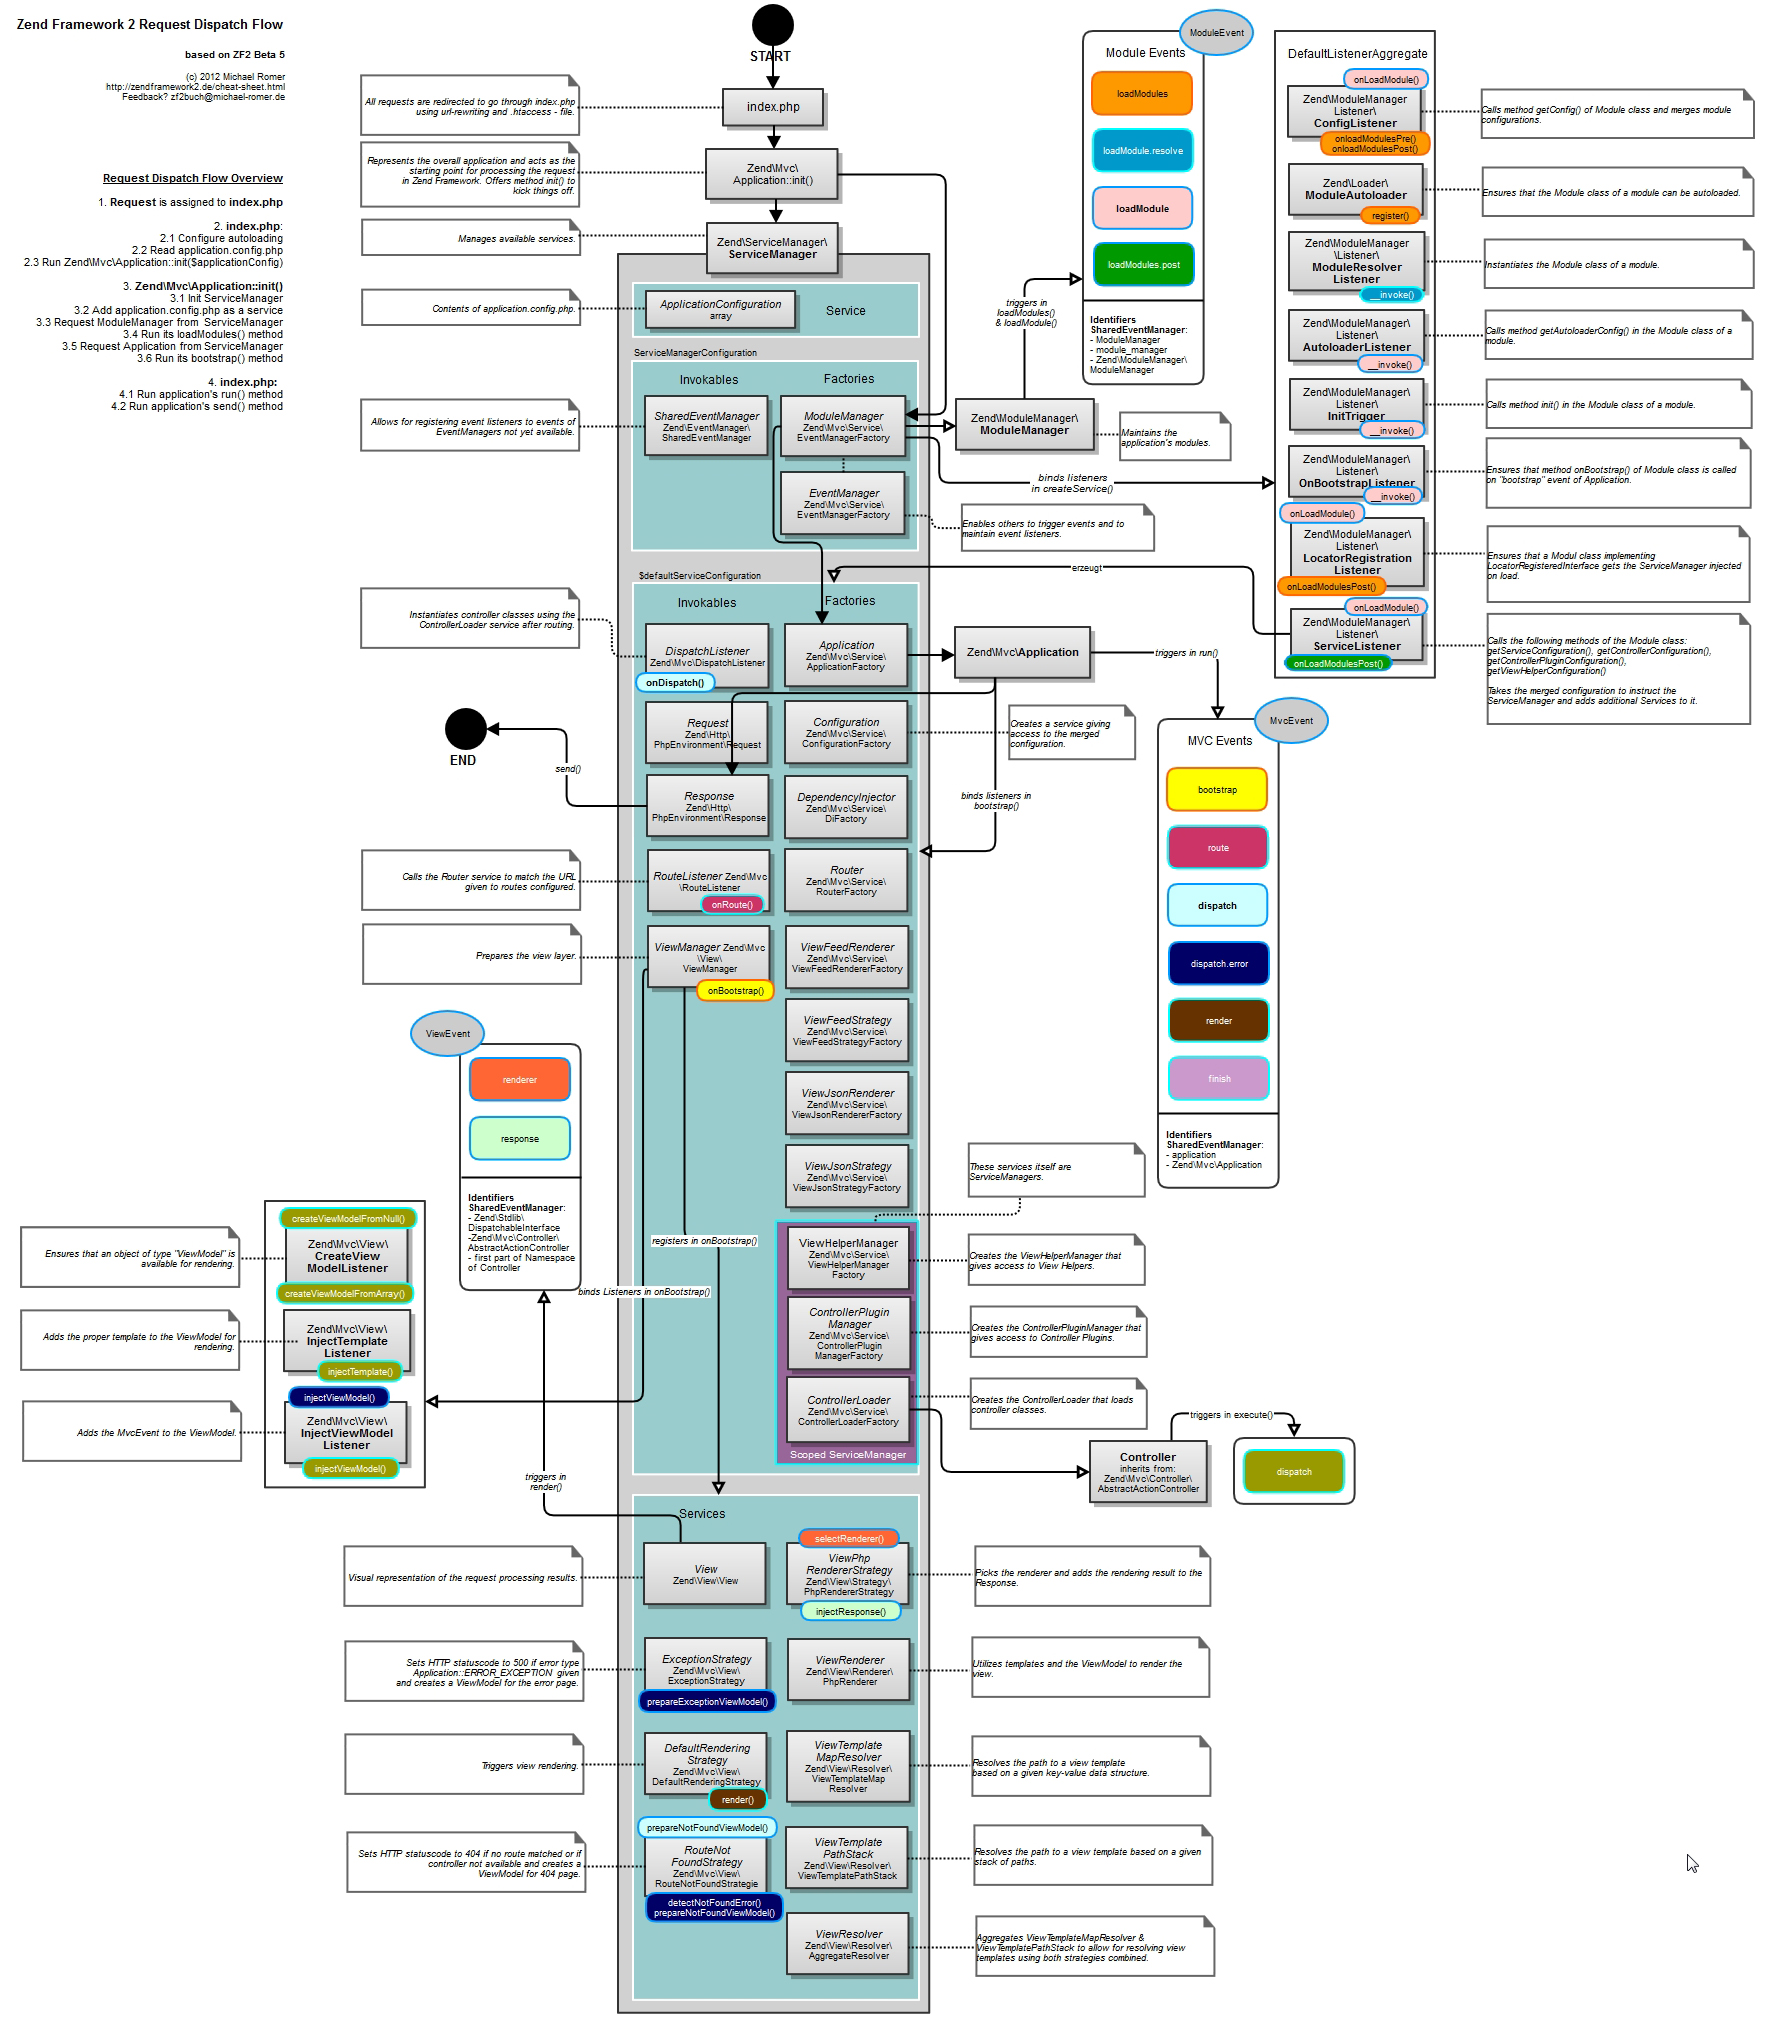 Zend Framework 2 Request Dispatch Flow
based on ZF2 Beta 5
(c) 2012 Michael Romer
http://zendframework2.de/cheat-sheet.html
Feedback? zf2buch@michael-romer.de
Request Dispatch Flow Overview
1. Request is assigned to index.php
2. index.php:
2.1 Configure autoloading
2.2 Read application.config.php
2.3 Run Zend\Mvc\Application::init($applicationConfig)
3. Zend\Mvc\Application::init()
3.1 Init ServiceManager
3.2 Add application.config.php as a service
3.3 Request ModuleManager from ServiceManager
3.4 Run its loadModules() method
3.5 Request Application from ServiceManager
3.6 Run its bootstrap() method
4. index.php:
4.1 Run application's run() method
4.2 Run application's send() method
START
index.php
All requests are redirected to go through index.php
using url-rewriting and .htaccess - file.
Zend\Mvc\
Application::init()
Represents the overall application and acts as the
starting point for processing the request
in Zend Framework. Offers method init() to
kick things off.
Zend\ServiceManager\
ServiceManager
Manages available services.
ApplicationConfiguration
array
Service
Contents of application.config.php.
ServiceManagerConfiguration
Invokables
Factories
SharedEventManager
Zend\EventManager\
SharedEventManager
Allows for registering event listeners to events of
EventManagers not yet available.
ModuleManager
Zend\Mvc\Service\
EventManagerFactory
EventManager
Zend\Mvc\Service\
EventManagerFactory
Enables others to trigger events and to
maintain event listeners.
Zend\ModuleManager\
ModuleManager
Maintains the
application's modules.
triggers in
loadModules()
& loadModule()
binds listeners
in createService()
ModuleEvent
Module Events
loadModules
loadModule.resolve
loadModule
loadModules.post
Identifiers
SharedEventManager:
- ModuleManager
- module_manager
- Zend\ModuleManager\
ModuleManager
DefaultListenerAggregate
onLoadModule()
Zend\ModuleManager
Listener\
ConfigListener
onloadModulesPre()
onloadModulesPost()
Calls method getConfig() of Module class and merges module
configurations.
Zend\Loader\
ModuleAutoloader
register()
Ensures that the Module class of a module can be autoloaded.
Zend\ModuleManager
\Listener\
ModuleResolver
Listener
__invoke()
Instantiates the Module class of a module.
Zend\ModuleManager\
Listener\
AutoloaderListener
__invoke()
Calls method getAutoloaderConfig() in the Module class of a
module.
Zend\ModuleManager\
Listener\
InitTrigger
__invoke()
Calls method init() in the Module class of a module.
Zend\ModuleManager\
Listener\
OnBootstrapListener
__invoke()
Ensures that method onBootstrap() of Module class is called
on "bootstrap" event of Application.
onLoadModule()
Zend\ModuleManager\
Listener\
LocatorRegistration
Listener
onLoadModulesPost()
Ensures that a Modul class implementing
LocatorRegisteredInterface gets the ServiceManager injected
on load.
onLoadModule()
Zend\ModuleManager\
Listener\
ServiceListener
onLoadModulesPost()
Calls the following methods of the Module class:
getServiceConfiguration(), getControllerConfiguration(),
getControllerPluginConfiguration(),
getViewHelperConfiguration()
Takes the merged configuration to instruct the
ServiceManager and adds additional Services to it.
erzeugt
$defaultServiceConfiguration
Invokables
Factories
Instantiates controller classes using the
ControllerLoader service after routing.
DispatchListener
Zend\Mvc\DispatchListener
onDispatch()
Application
Zend\Mvc\Service\
ApplicationFactory
Zend\Mvc\Application
triggers in run()
Request
Zend\Http\
PhpEnvironment\Request
Configuration
Zend\Mvc\Service\
ConfigurationFactory
Creates a service giving
access to the merged
configuration.
END
send()
Response
Zend\Http\
PhpEnvironment\Response
DependencyInjector
Zend\Mvc\Service\
DiFactory
binds listeners in
bootstrap()
Calls the Router service to match the URL
given to routes configured.
RouteListener Zend\Mvc
\RouteListener
onRoute()
Router
Zend\Mvc\Service\
RouterFactory
Prepares the view layer.
ViewManager Zend\Mvc
\View\
ViewManager
onBootstrap()
ViewFeedRenderer
Zend\Mvc\Service\
ViewFeedRendererFactory
ViewFeedStrategy
Zend\Mvc\Service\
ViewFeedStrategyFactory
ViewJsonRenderer
Zend\Mvc\Service\
ViewJsonRendererFactory
ViewJsonStrategy
Zend\Mvc\Service\
ViewJsonStrategyFactory
MvcEvent
MVC Events
bootstrap
route
dispatch
dispatch.error
render
finish
Identifiers
SharedEventManager:
- application
- Zend\Mvc\Application
ViewEvent
renderer
response
Identifiers
SharedEventManager:
- Zend\Stdlib\
DispatchableInterface
-Zend\Mvc\Controller\
AbstractActionController
- first part of Namespace
of Controller
These services itself are
ServiceManagers.
ViewHelperManager
Zend\Mvc\Service\
ViewHelperManager
Factory
Creates the ViewHelperManager that
gives access to View Helpers.
ControllerPlugin
Manager
Zend\Mvc\Service\
ControllerPlugin
ManagerFactory
Creates the ControllerPluginManager that
gives access to Controller Plugins.
ControllerLoader
Zend\Mvc\Service\
ControllerLoaderFactory
Creates the ControllerLoader that loads
controller classes.
Scoped ServiceManager
registers in onBootstrap()
binds Listeners in onBootstrap()
createViewModelFromNull()
Zend\Mvc\View\
CreateView
ModelListener
createViewModelFromArray()
Ensures that an object of type "ViewModel" is
available for rendering.
Zend\Mvc\View\
InjectTemplate
Listener
injectTemplate()
Adds the proper template to the ViewModel for
rendering.
injectViewModel()
Zend\Mvc\View\
InjectViewModel
Listener
injectViewModel()
Adds the MvcEvent to the ViewModel.
triggers in execute()
Controller
inherits from:
Zend\Mvc\Controller\
AbstractActionController
dispatch
triggers in
render()
Services
View
Zend\View\View
Visual representation of the request processing results.
selectRenderer()
ViewPhp
RendererStrategy
Zend\View\Strategy\
PhpRendererStrategy
injectResponse()
Picks the renderer and adds the rendering result to the
Response.
Sets HTTP statuscode to 500 if error type
Application::ERROR_EXCEPTION given
and creates a ViewModel for the error page.
ExceptionStrategy
Zend\Mvc\View\
ExceptionStrategy
prepareExceptionViewModel()
ViewRenderer
Zend\View\Renderer\
PhpRenderer
Utilizes templates and the ViewModel to render the
view.
Triggers view rendering.
DefaultRendering
Strategy
Zend\Mvc\View\
DefaultRenderingStrategy
render()
ViewTemplate
MapResolver
Zend\View\Resolver\
ViewTemplateMap
Resolver
Resolves the path to a view template
based on a given key-value data structure.
Sets HTTP statuscode to 404 if no route matched or if
controller not available and creates a
ViewModel for 404 page.
prepareNotFoundViewModel()
RouteNot
FoundStrategy
Zend\Mvc\View\
RouteNotFoundStrategie
detectNotFoundError()
prepareNotFoundViewModel()
ViewTemplate
PathStack
Zend\View\Resolver\
ViewTemplatePathStack
Resolves the path to a view template based on a given
stack of paths.
ViewResolver
Zend\View\Resolver\
AggregateResolver
Aggregates ViewTemplateMapResolver &
ViewTemplatePathStack to allow for resolving view
templates using both strategies combined.